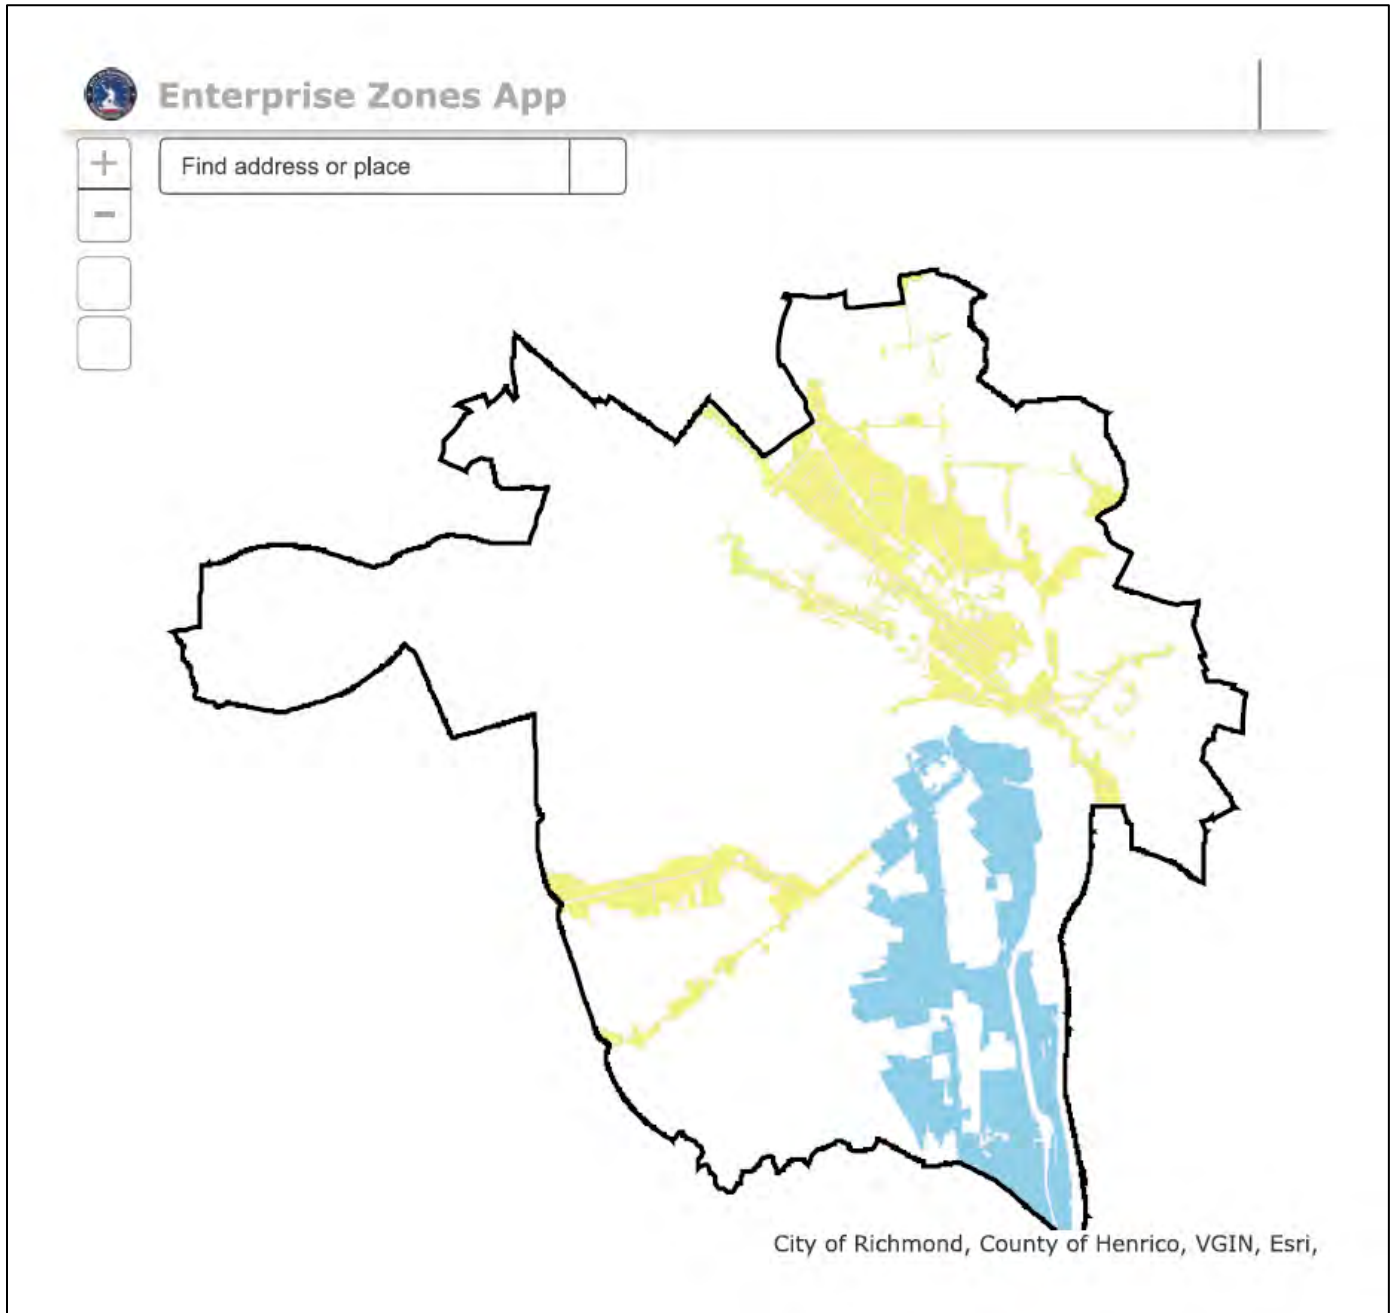 Enterprise Zones App
+
Find address or place
−
City of Richmond, County of Henrico, VGIN, Esri,